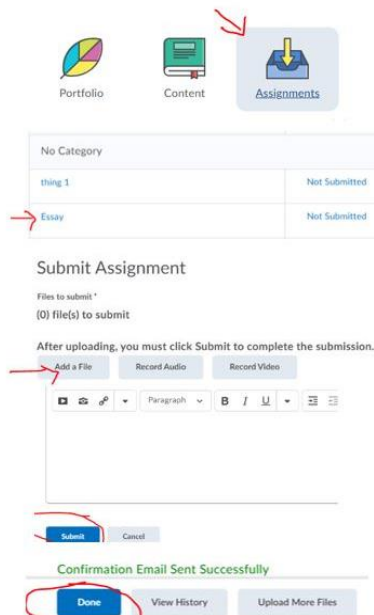 Portfolio Content Assignments
No Category
thing 1 Not Submitted
Essay Not Submitted
Submit Assignment
Files to submit *
(0) file(s) to submit
After uploading, you must click Submit to complete the submission.
Add a File Record Audio Record Video
Paragraph B I U
Submit Cancel
Confirmation Email Sent Successfully
Done View History Upload More Files